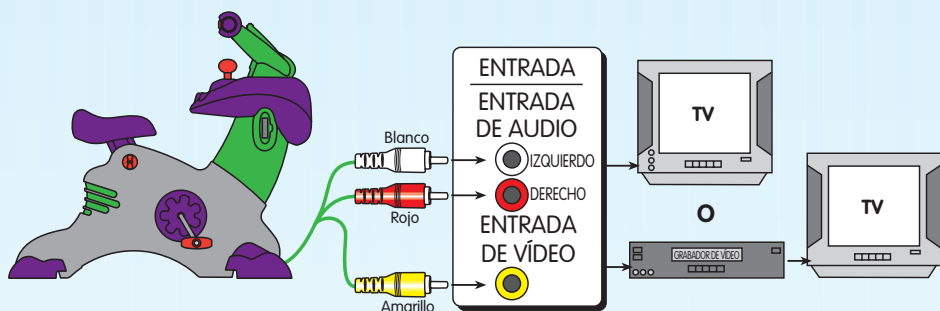 ENTRADA
ENTRADA
DE AUDIO
Blanco
IZQUIERDO
Rojo
DERECHO
ENTRADA
DE VÍDEO
Amarillo
TV
O
GRABADOR DE VÍDEO
TV